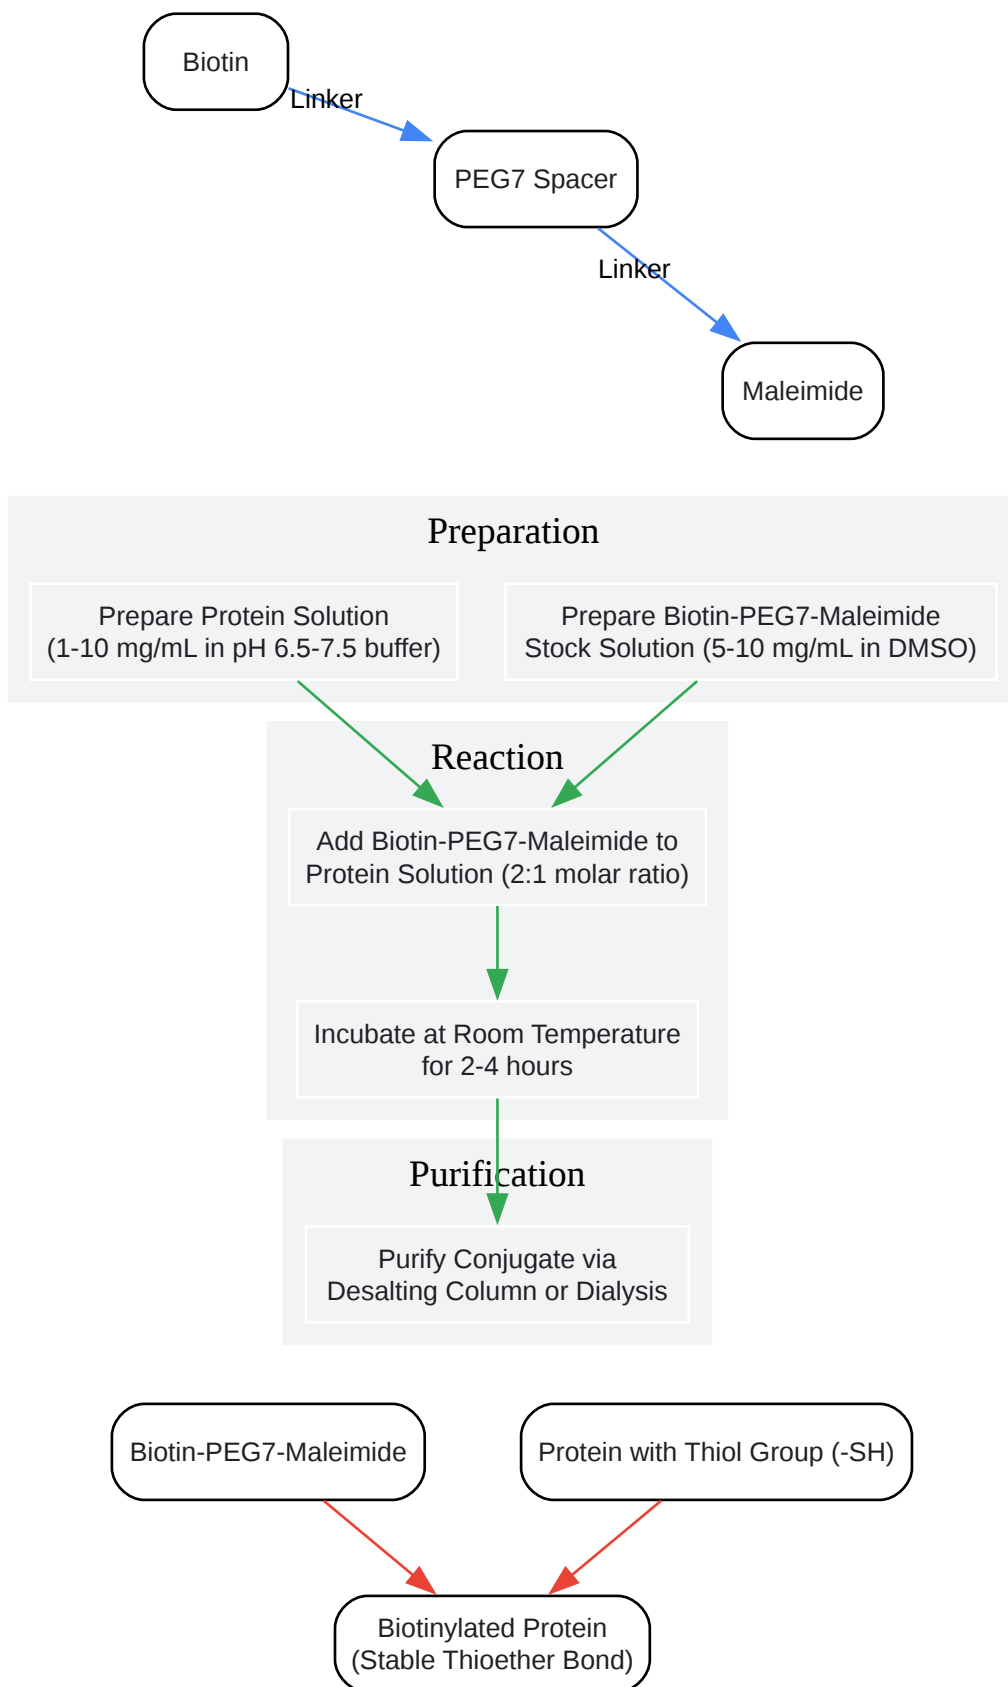 Biotin
Linker
PEG7 Spacer
Linker
Maleimide
Preparation
Prepare Protein Solution
(1-10 mg/mL in pH 6.5-7.5 buffer)
Prepare Biotin-PEG7-Maleimide
Stock Solution (5-10 mg/mL in DMSO)
Reaction
Add Biotin-PEG7-Maleimide to
Protein Solution (2:1 molar ratio)
Incubate at Room Temperature
for 2-4 hours
Purification
Purify Conjugate via
Desalting Column or Dialysis
Biotin-PEG7-Maleimide
Protein with Thiol Group (-SH)
Biotinylated Protein
(Stable Thioether Bond)